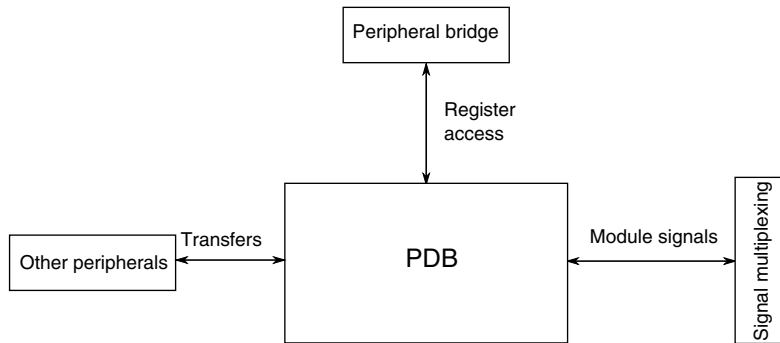 Peripheral bridge
Register
access
Transfers
Other peripherals
PDB
Module signals
Signal multiplexing